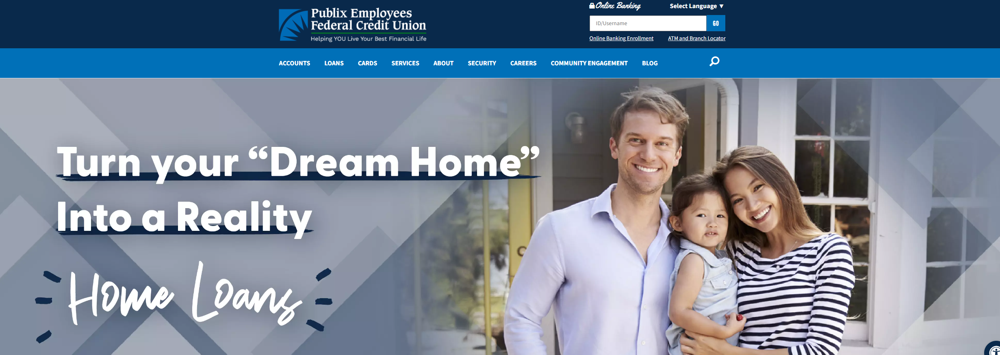 Publix Employees
Federal Credit Union
Helping YOU Live Your Best Financial Life
Online Banking
Select Language ▼
ID/Username
GO
Online Banking Enrollment
ATM and Branch Locator
ACCOUNTS LOANS CARDS SERVICES ABOUT SECURITY CAREERS COMMUNITY ENGAGEMENT BLOG
Turn your “Dream Home”
Into a Reality
Home Loans